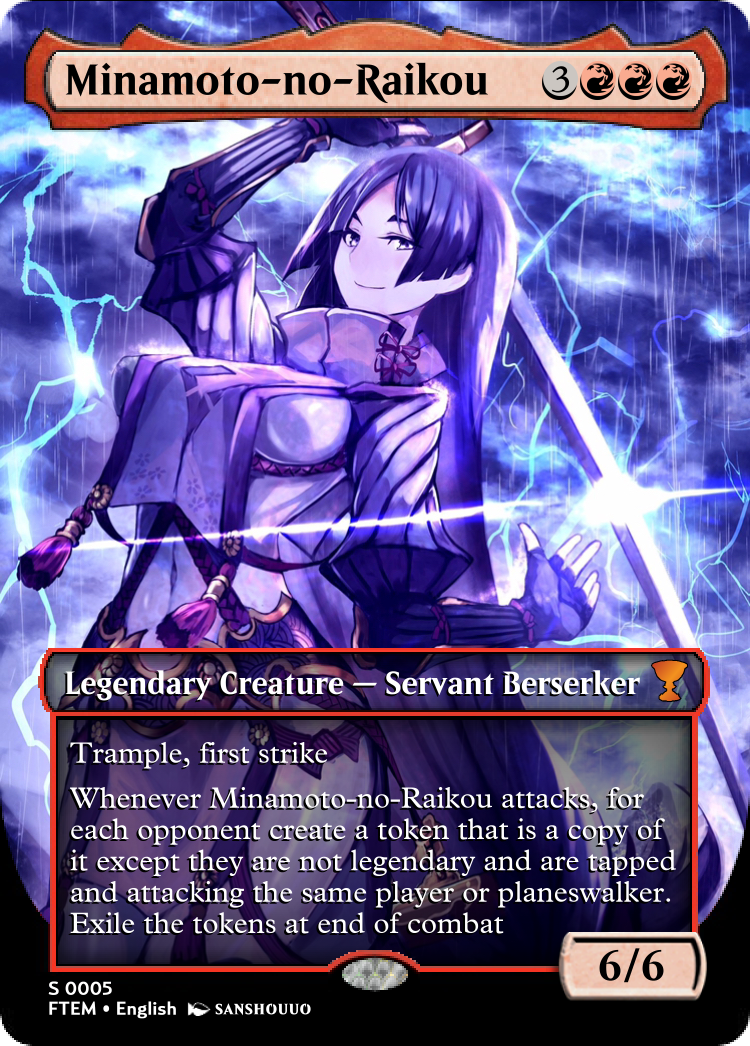 Minamoto-no-Raikou 3
Legendary Creature — Servant Berserker
Trample, first strike
Whenever Minamoto-no-Raikou attacks, for
each opponent create a token that is a copy of
it except they are not legendary and are tapped
and attacking the same player or planeswalker.
Exile the tokens at end of combat
6/6
S 0005
FTEM • English SANSHOUUO